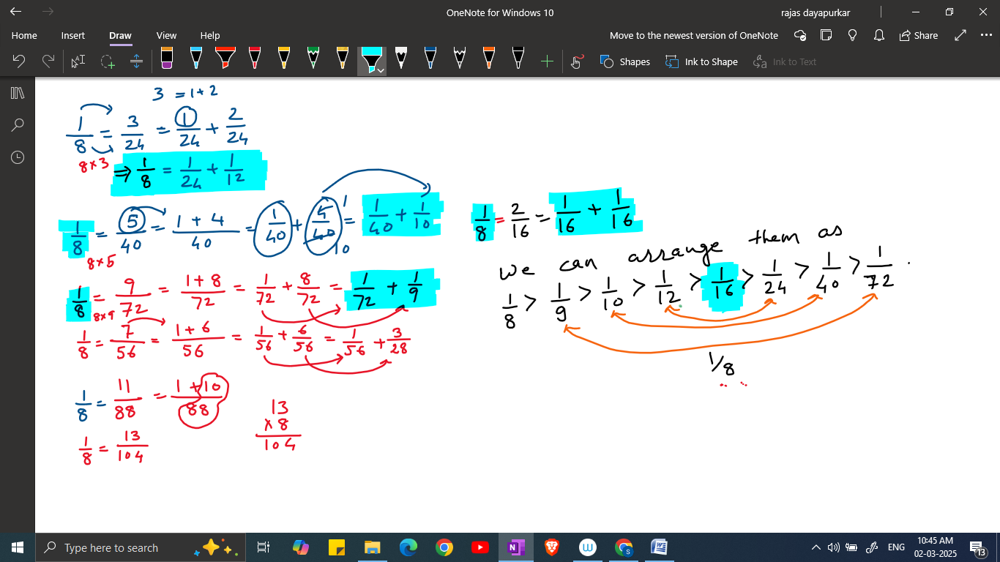 OneNote for Windows 10
rajas dayapurkar
Home Insert Draw View Help
Move to the newest version of OneNote
Share
Shapes
Ink to Shape
Ink to Text
3 = 1 + 2
1/8 = 3/24 = 1/24 + 2/24
8×3
⇒ 1/8 = 1/24 + 1/12
1/8 = 5/40 = (1 + 4)/40 = 1/40 + 4/40 = 1/40 + 1/10
1
10
8×5
1/8 = 9/72 = (1+8)/72 = 1/72 + 8/72 = 1/72 + 1/9
8×9
1/8 = 7/56 = (1+6)/56 = 1/56 + 6/56 = 1/56 + 3/28
1/8 = 11/88 = (1+10)/88
1/8 = 13/104
13
×8
104
1/8 = 2/16 = 1/16 + 1/16
we can arrange them as
1/8 > 1/9 > 1/10 > 1/12 > 1/16 > 1/24 > 1/40 > 1/72 .
1/8
Type here to search
ENG
10:45 AM
02-03-2025
13